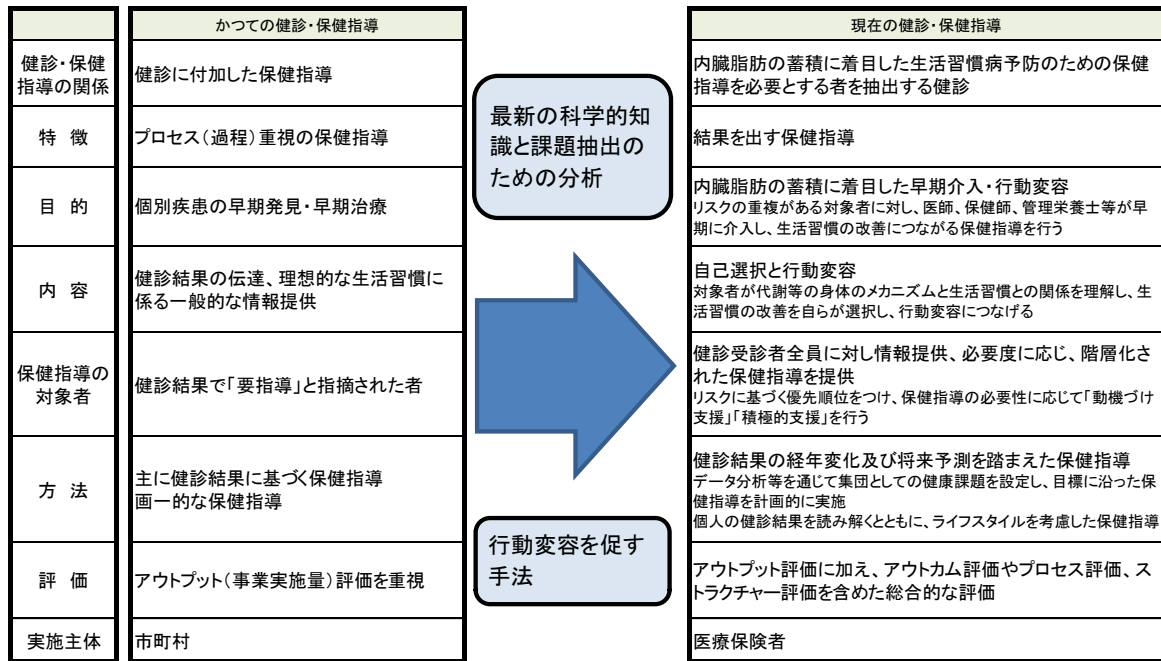 かつての健診・保健指導
現在の健診・保健指導
健診・保健
指導の関係
健診に付加した保健指導
内臓脂肪の蓄積に着目した生活習慣病予防のための保健
指導を必要とする者を抽出する健診
特 徴
プロセス(過程)重視の保健指導
結果を出す保健指導
目 的
個別疾患の早期発見・早期治療
内臓脂肪の蓄積に着目した早期介入・行動変容
リスクの重複がある対象者に対し、医師、保健師、管理栄養士等が早
期に介入し、生活習慣の改善につながる保健指導を行う
内 容
健診結果の伝達、理想的な生活習慣に
係る一般的な情報提供
自己選択と行動変容
対象者が代謝等の身体のメカニズムと生活習慣との関係を理解し、生
活習慣の改善を自らが選択し、行動変容につなげる
保健指導の
対象者
健診結果で「要指導」と指摘された者
健診受診者全員に対し情報提供、必要度に応じ、階層化さ
れた保健指導を提供
リスクに基づく優先順位をつけ、保健指導の必要性に応じて「動機づけ
支援」「積極的支援」を行う
方 法
主に健診結果に基づく保健指導
画一的な保健指導
健診結果の経年変化及び将来予測を踏まえた保健指導
データ分析等を通じて集団としての健康課題を設定し、目標に沿った保
健指導を計画的に実施
個人の健診結果を読み解くとともに、ライフスタイルを考慮した保健指導
評 価
アウトプット(事業実施量)評価を重視
アウトプット評価に加え、アウトカム評価やプロセス評価、ス
トラクチャー評価を含めた総合的な評価
実施主体
市町村
医療保険者
最新の科学的知
識と課題抽出の
ための分析
行動変容を促す
手法